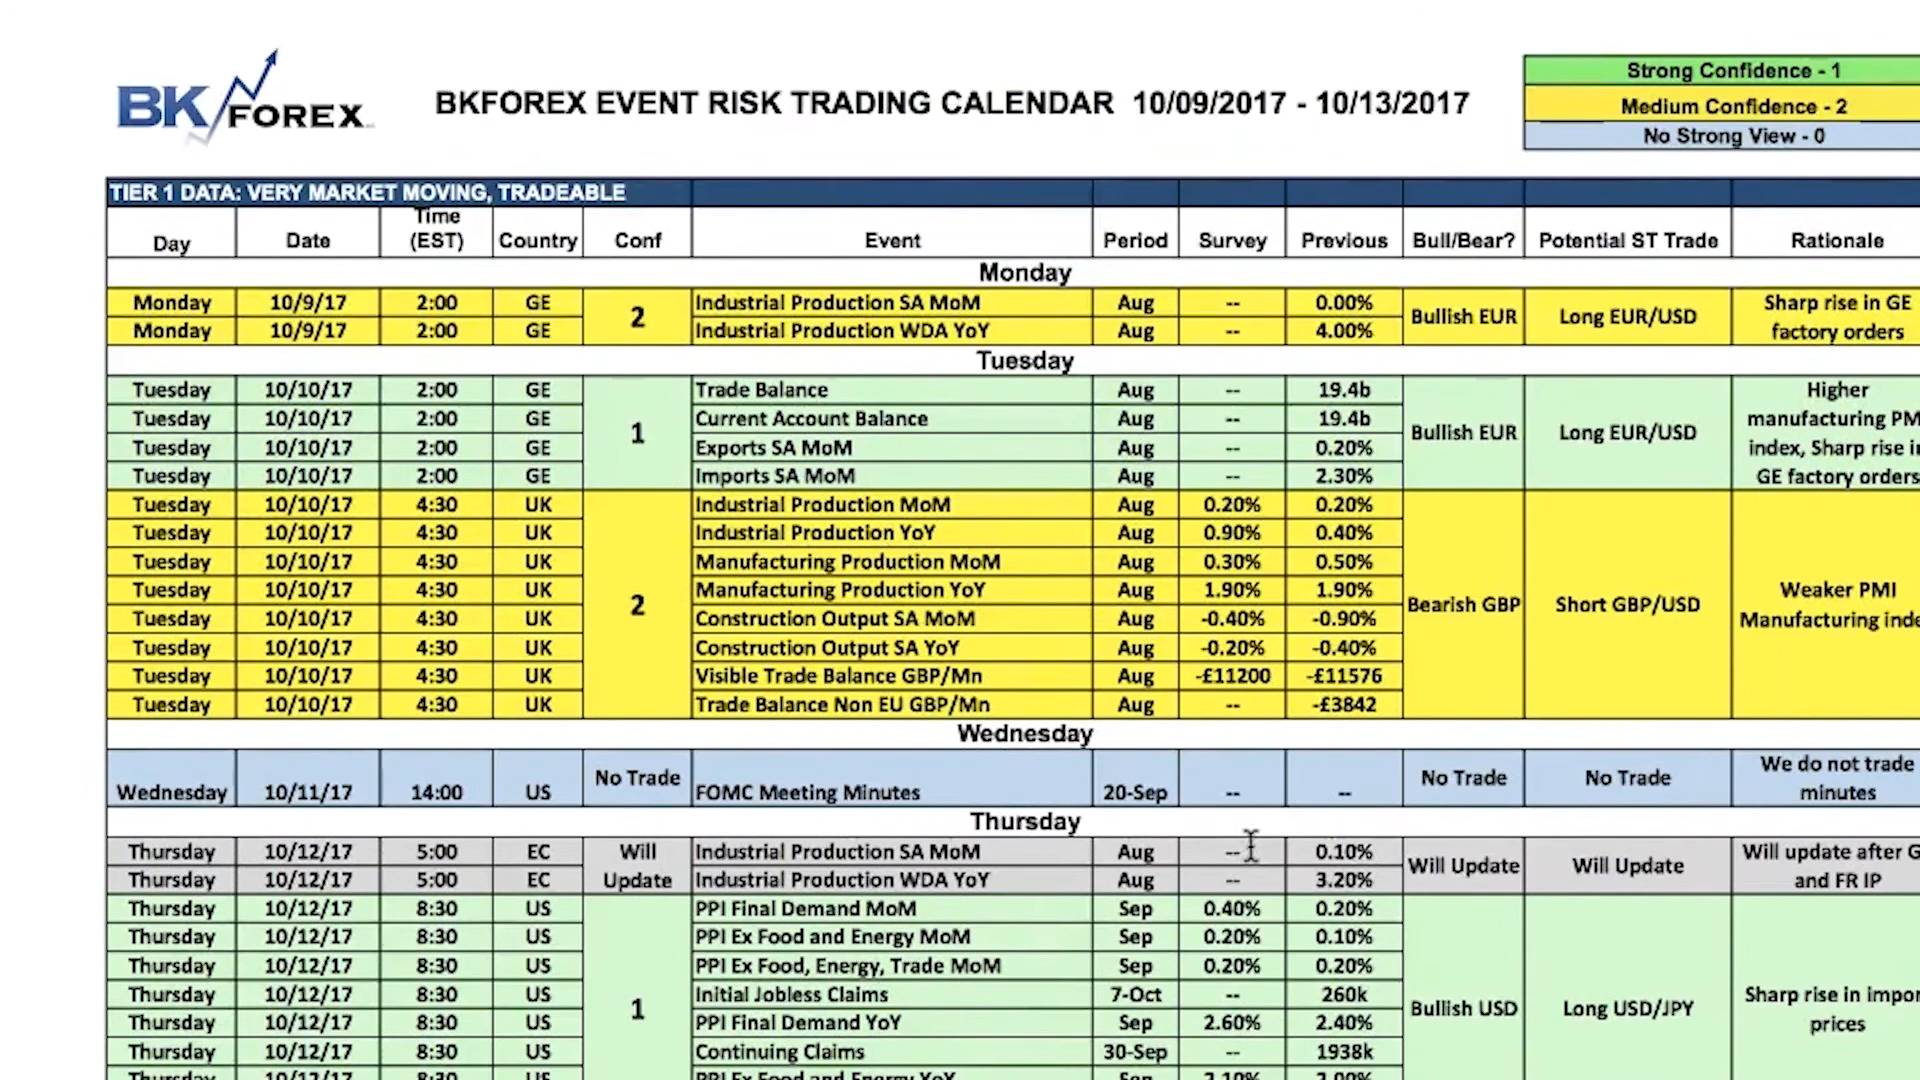 BK FOREX
BKFOREX EVENT RISK TRADING CALENDAR 10/09/2017 - 10/13/2017
Strong Confidence - 1
Medium Confidence - 2
No Strong View - 0
TIER 1 DATA: VERY MARKET MOVING, TRADEABLE
Day Date Time (EST) Country Conf Event Period Survey Previous Bull/Bear? Potential ST Trade Rationale
Monday
Monday 10/9/17 2:00 GE 2 Industrial Production SA MoM Aug -- 0.00% Bullish EUR Long EUR/USD Sharp rise in GE
Monday 10/9/17 2:00 GE Industrial Production WDA YoY Aug -- 4.00% factory orders
Tuesday
Tuesday 10/10/17 2:00 GE Trade Balance Aug -- 19.4b Higher
Tuesday 10/10/17 2:00 GE 1 Current Account Balance Aug -- 19.4b Bullish EUR Long EUR/USD manufacturing PM
Tuesday 10/10/17 2:00 GE Exports SA MoM Aug -- 0.20% index, Sharp rise i
Tuesday 10/10/17 2:00 GE Imports SA MoM Aug -- 2.30% GE factory orders
Tuesday 10/10/17 4:30 UK Industrial Production MoM Aug 0.20% 0.20%
Tuesday 10/10/17 4:30 UK Industrial Production YoY Aug 0.90% 0.40%
Tuesday 10/10/17 4:30 UK Manufacturing Production MoM Aug 0.30% 0.50%
Tuesday 10/10/17 4:30 UK 2 Manufacturing Production YoY Aug 1.90% 1.90% Bearish GBP Short GBP/USD Weaker PMI
Tuesday 10/10/17 4:30 UK Construction Output SA MoM Aug -0.40% -0.90% Manufacturing inde
Tuesday 10/10/17 4:30 UK Construction Output SA YoY Aug -0.20% -0.40%
Tuesday 10/10/17 4:30 UK Visible Trade Balance GBP/Mn Aug -£11200 -£11576
Tuesday 10/10/17 4:30 UK Trade Balance Non EU GBP/Mn Aug -- -£3842
Wednesday
Wednesday 10/11/17 14:00 US No Trade FOMC Meeting Minutes 20-Sep -- -- No Trade No Trade We do not trade
minutes
Thursday
Thursday 10/12/17 5:00 EC Will Industrial Production SA MoM Aug -- 0.10% Will Update Will Update Will update after G
Thursday 10/12/17 5:00 EC Update Industrial Production WDA YoY Aug -- 3.20% and FR IP
Thursday 10/12/17 8:30 US PPI Final Demand MoM Sep 0.40% 0.20%
Thursday 10/12/17 8:30 US PPI Ex Food and Energy MoM Sep 0.20% 0.10%
Thursday 10/12/17 8:30 US PPI Ex Food, Energy, Trade MoM Sep 0.20% 0.20%
Thursday 10/12/17 8:30 US 1 Initial Jobless Claims 7-Oct -- 260k Bullish USD Long USD/JPY Sharp rise in impor
Thursday 10/12/17 8:30 US PPI Final Demand YoY Sep 2.60% 2.40% prices
Thursday 10/12/17 8:30 US Continuing Claims 30-Sep -- 1938k